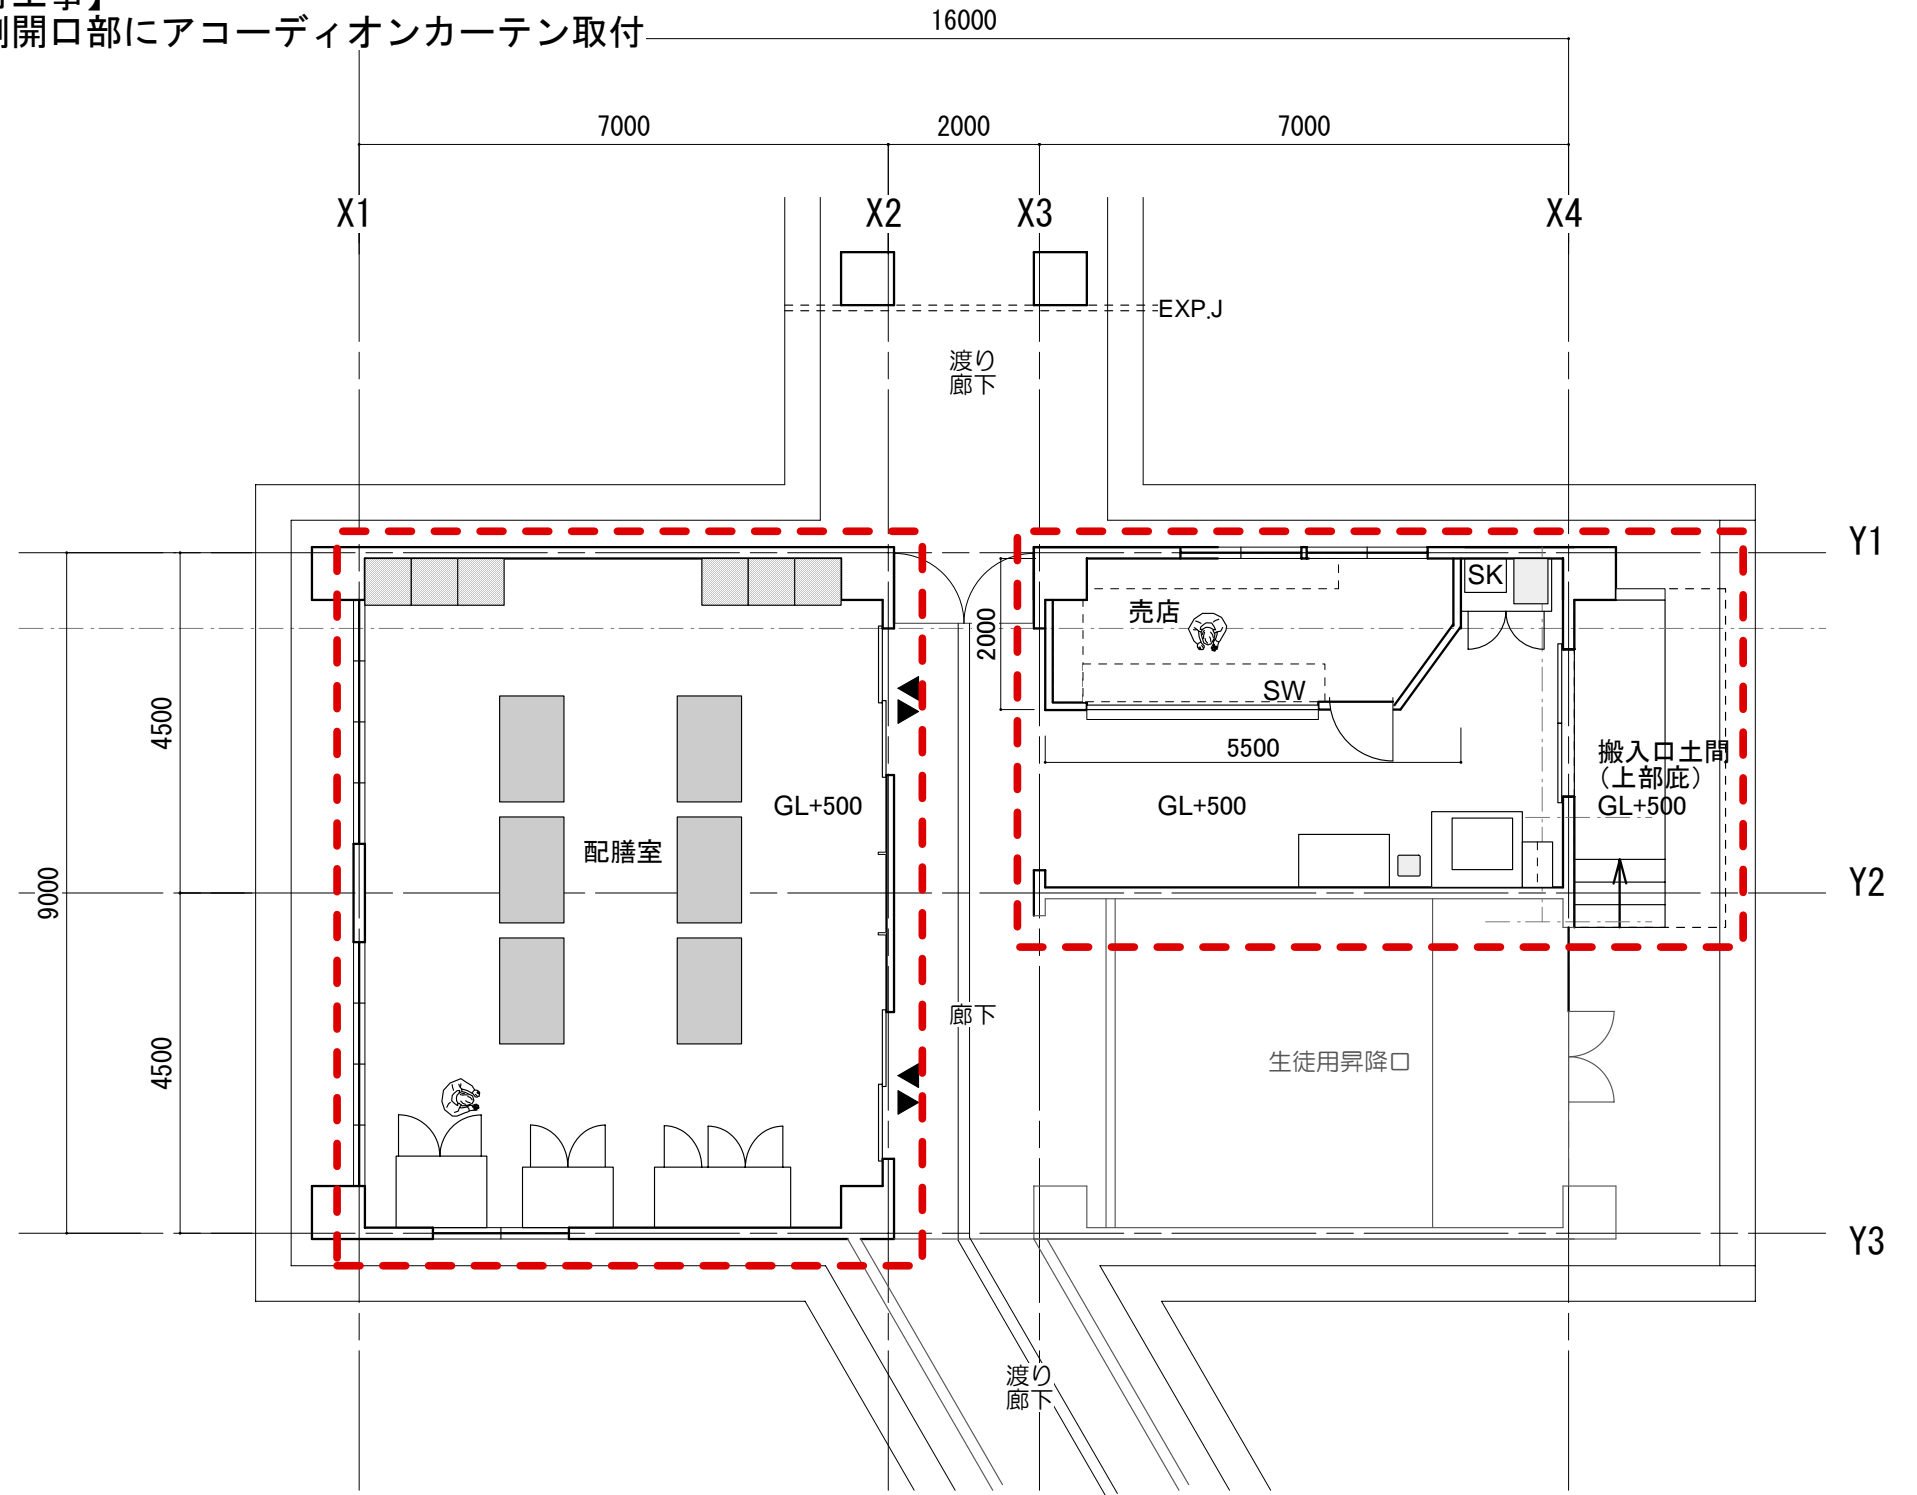 開口部にアコーディオンカーテン取付
16000
7000
2000
7000
X1
X2
X3
X4
EXP.J
渡り
廊下
Y1
SK
売店
2000
SW
4500
5500
搬入口土間
(上部庇)
GL+500
GL+500
GL+500
配膳室
9000
Y2
廊下
4500
生徒用昇降口
Y3
渡り
廊下